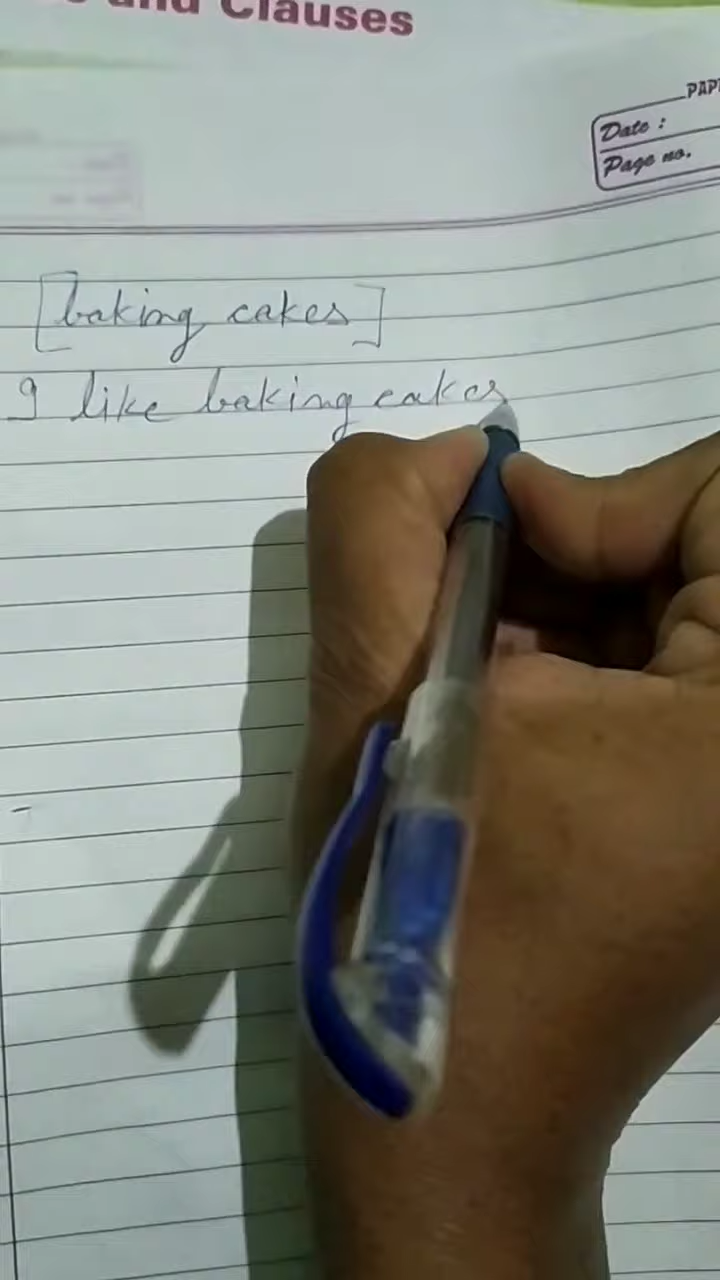 and Clauses
Date :
Page no.
[baking cakes]
I like baking cakes